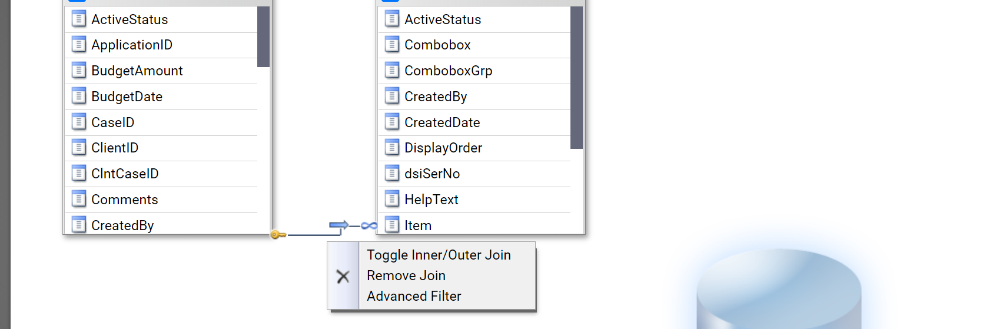 ActiveStatus
ApplicationID
BudgetAmount
BudgetDate
CaseID
ClientID
ClntCaseID
Comments
CreatedBy
ActiveStatus
Combobox
ComboboxGrp
CreatedBy
CreatedDate
DisplayOrder
dsiSerNo
HelpText
Item
Toggle Inner/Outer Join
Remove Join
Advanced Filter